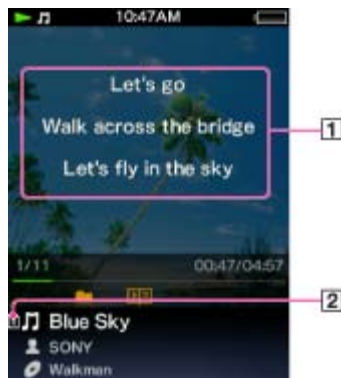 10:47AM
Let's go
Walk across the bridge
1
Let's fly in the sky
1/11 00:47/04:57
2
Blue Sky
SONY
Walkman